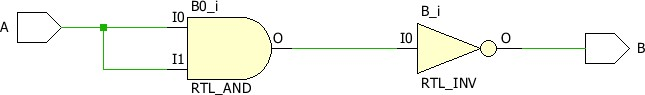 B0_i
B_i
A
I0
I1
O
I0
O
B
RTL_AND
RTL_INV